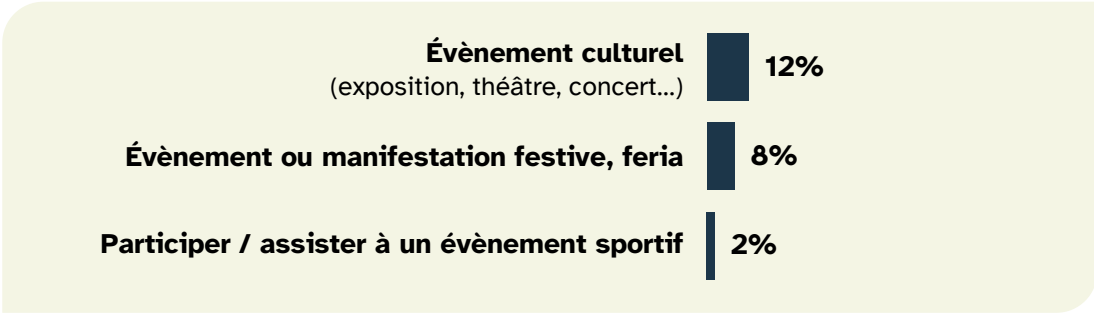 Évènement culturel
12%
(exposition, théâtre, concert...)
Évènement ou manifestation festive, feria
8%
Participer / assister à un évènement sportif
2%